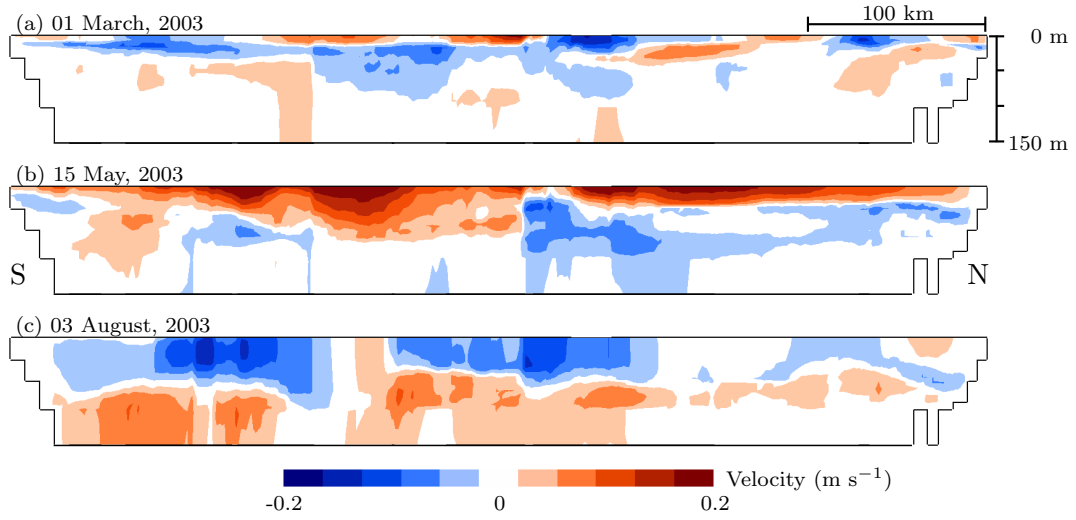 (a) 01 March, 2003
100 km
0 m
150 m
(b) 15 May, 2003
S
N
(c) 03 August, 2003
Velocity (m s⁻¹)
-0.2
0
0.2